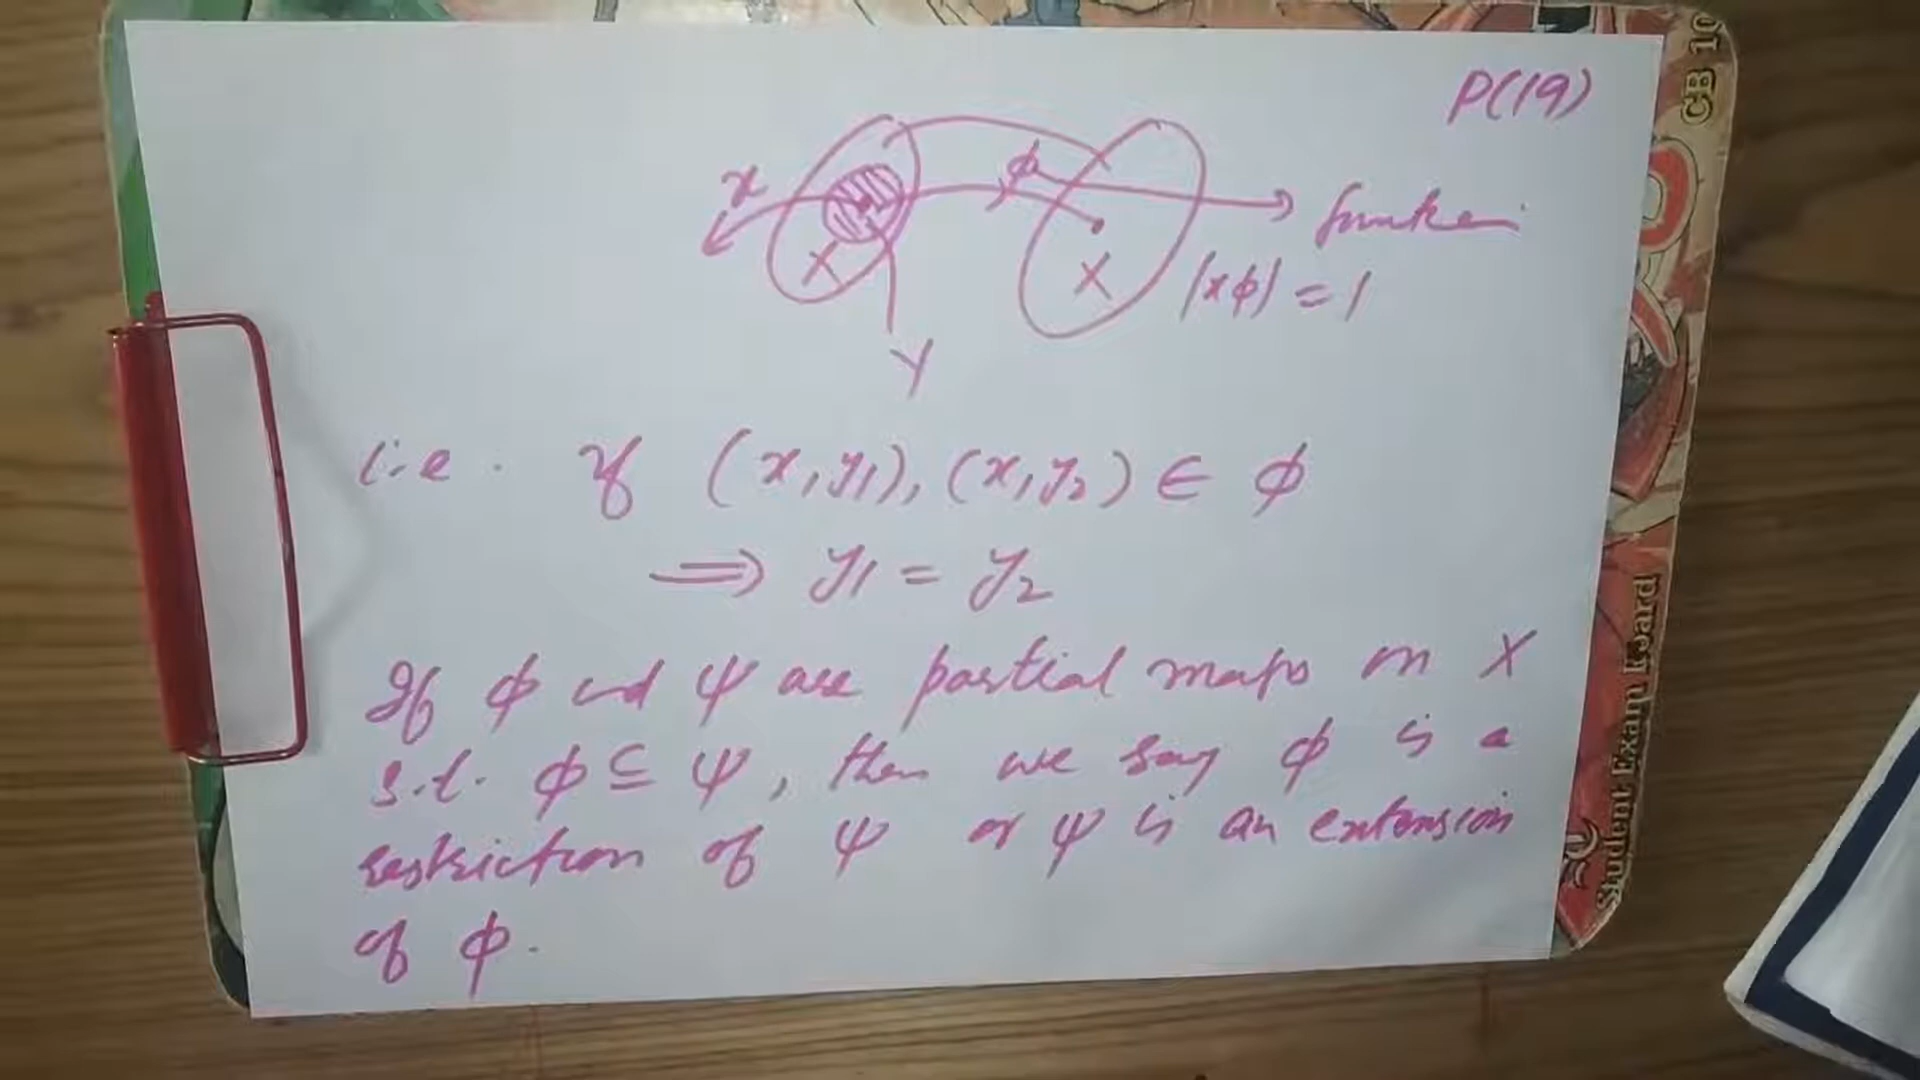 P(19)
x
ϕ
function
X
X
|xϕ| = 1
Y
i.e. if (x, y1), (x, y2) ∈ ϕ
⟹ y1 = y2
If ϕ and ψ are partial maps on X
s.t. ϕ ⊆ ψ, then we say ϕ is a
restriction of ψ or ψ is an extension
of ϕ.
CB 10
Student Exam Board